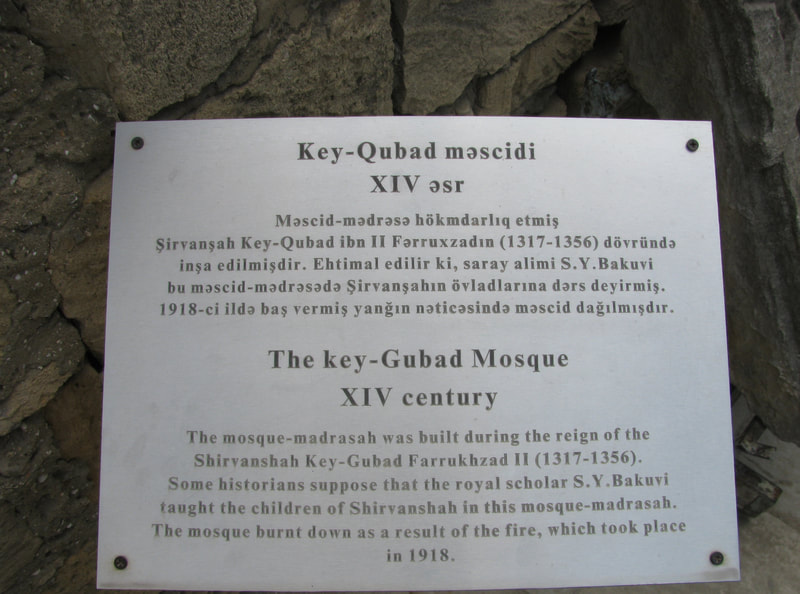 Key-Qubad məscidi
XIV əsr
Məscid-mədrəsə hökmdarlıq etmiş
Şirvanşah Key-Qubad ibn II Fərruxzadın (1317-1356) dövründə
inşa edilmişdir. Ehtimal edilir ki, saray alimi S.Y.Bakuvi
bu məscid-mədrəsədə Şirvanşahın övladlarına dərs deyirmiş.
1918-ci ildə baş vermiş yanğın nəticəsində məscid dağılmışdır.
The key-Gubad Mosque
XIV century
The mosque-madrasah was built during the reign of the
Shirvanshah Key-Gubad Farrukhzad II (1317-1356).
Some historians suppose that the royal scholar S.Y.Bakuvi
taught the children of Shirvanshah in this mosque-madrasah.
The mosque burnt down as a result of the fire, which took place
in 1918.